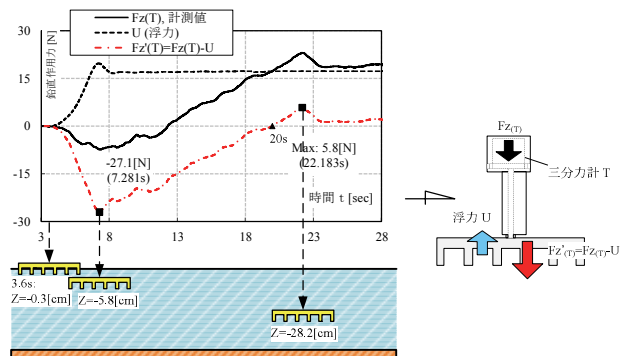 Fz(T), 計測値
U (浮力)
Fz'(T)=Fz(T)-U
鉛直作用力 [N]
30
15
0
-15
-30
20s
-27.1[N]
(7.281s)
Max: 5.8[N]
(22.183s)
時間 t [sec]
3 8 13 18 23 28
3.6s:
Z=-0.3[cm]
Z=-5.8[cm]
Z=-28.2[cm]
Fz(T)
三分力計 T
浮力 U
Fz'(T)=Fz(T)-U